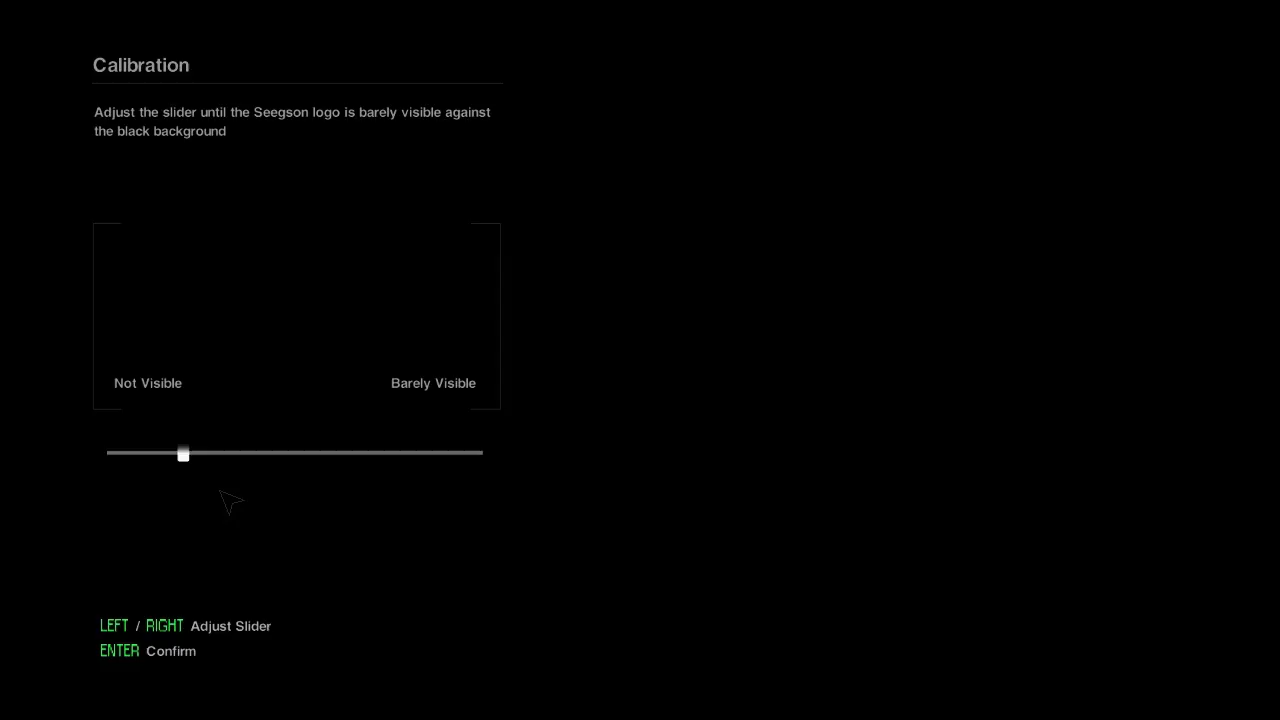 Calibration
Adjust the slider until the Seegson logo is barely visible against
the black background
Not Visible Barely Visible
LEFT / RIGHT Adjust Slider
ENTER Confirm